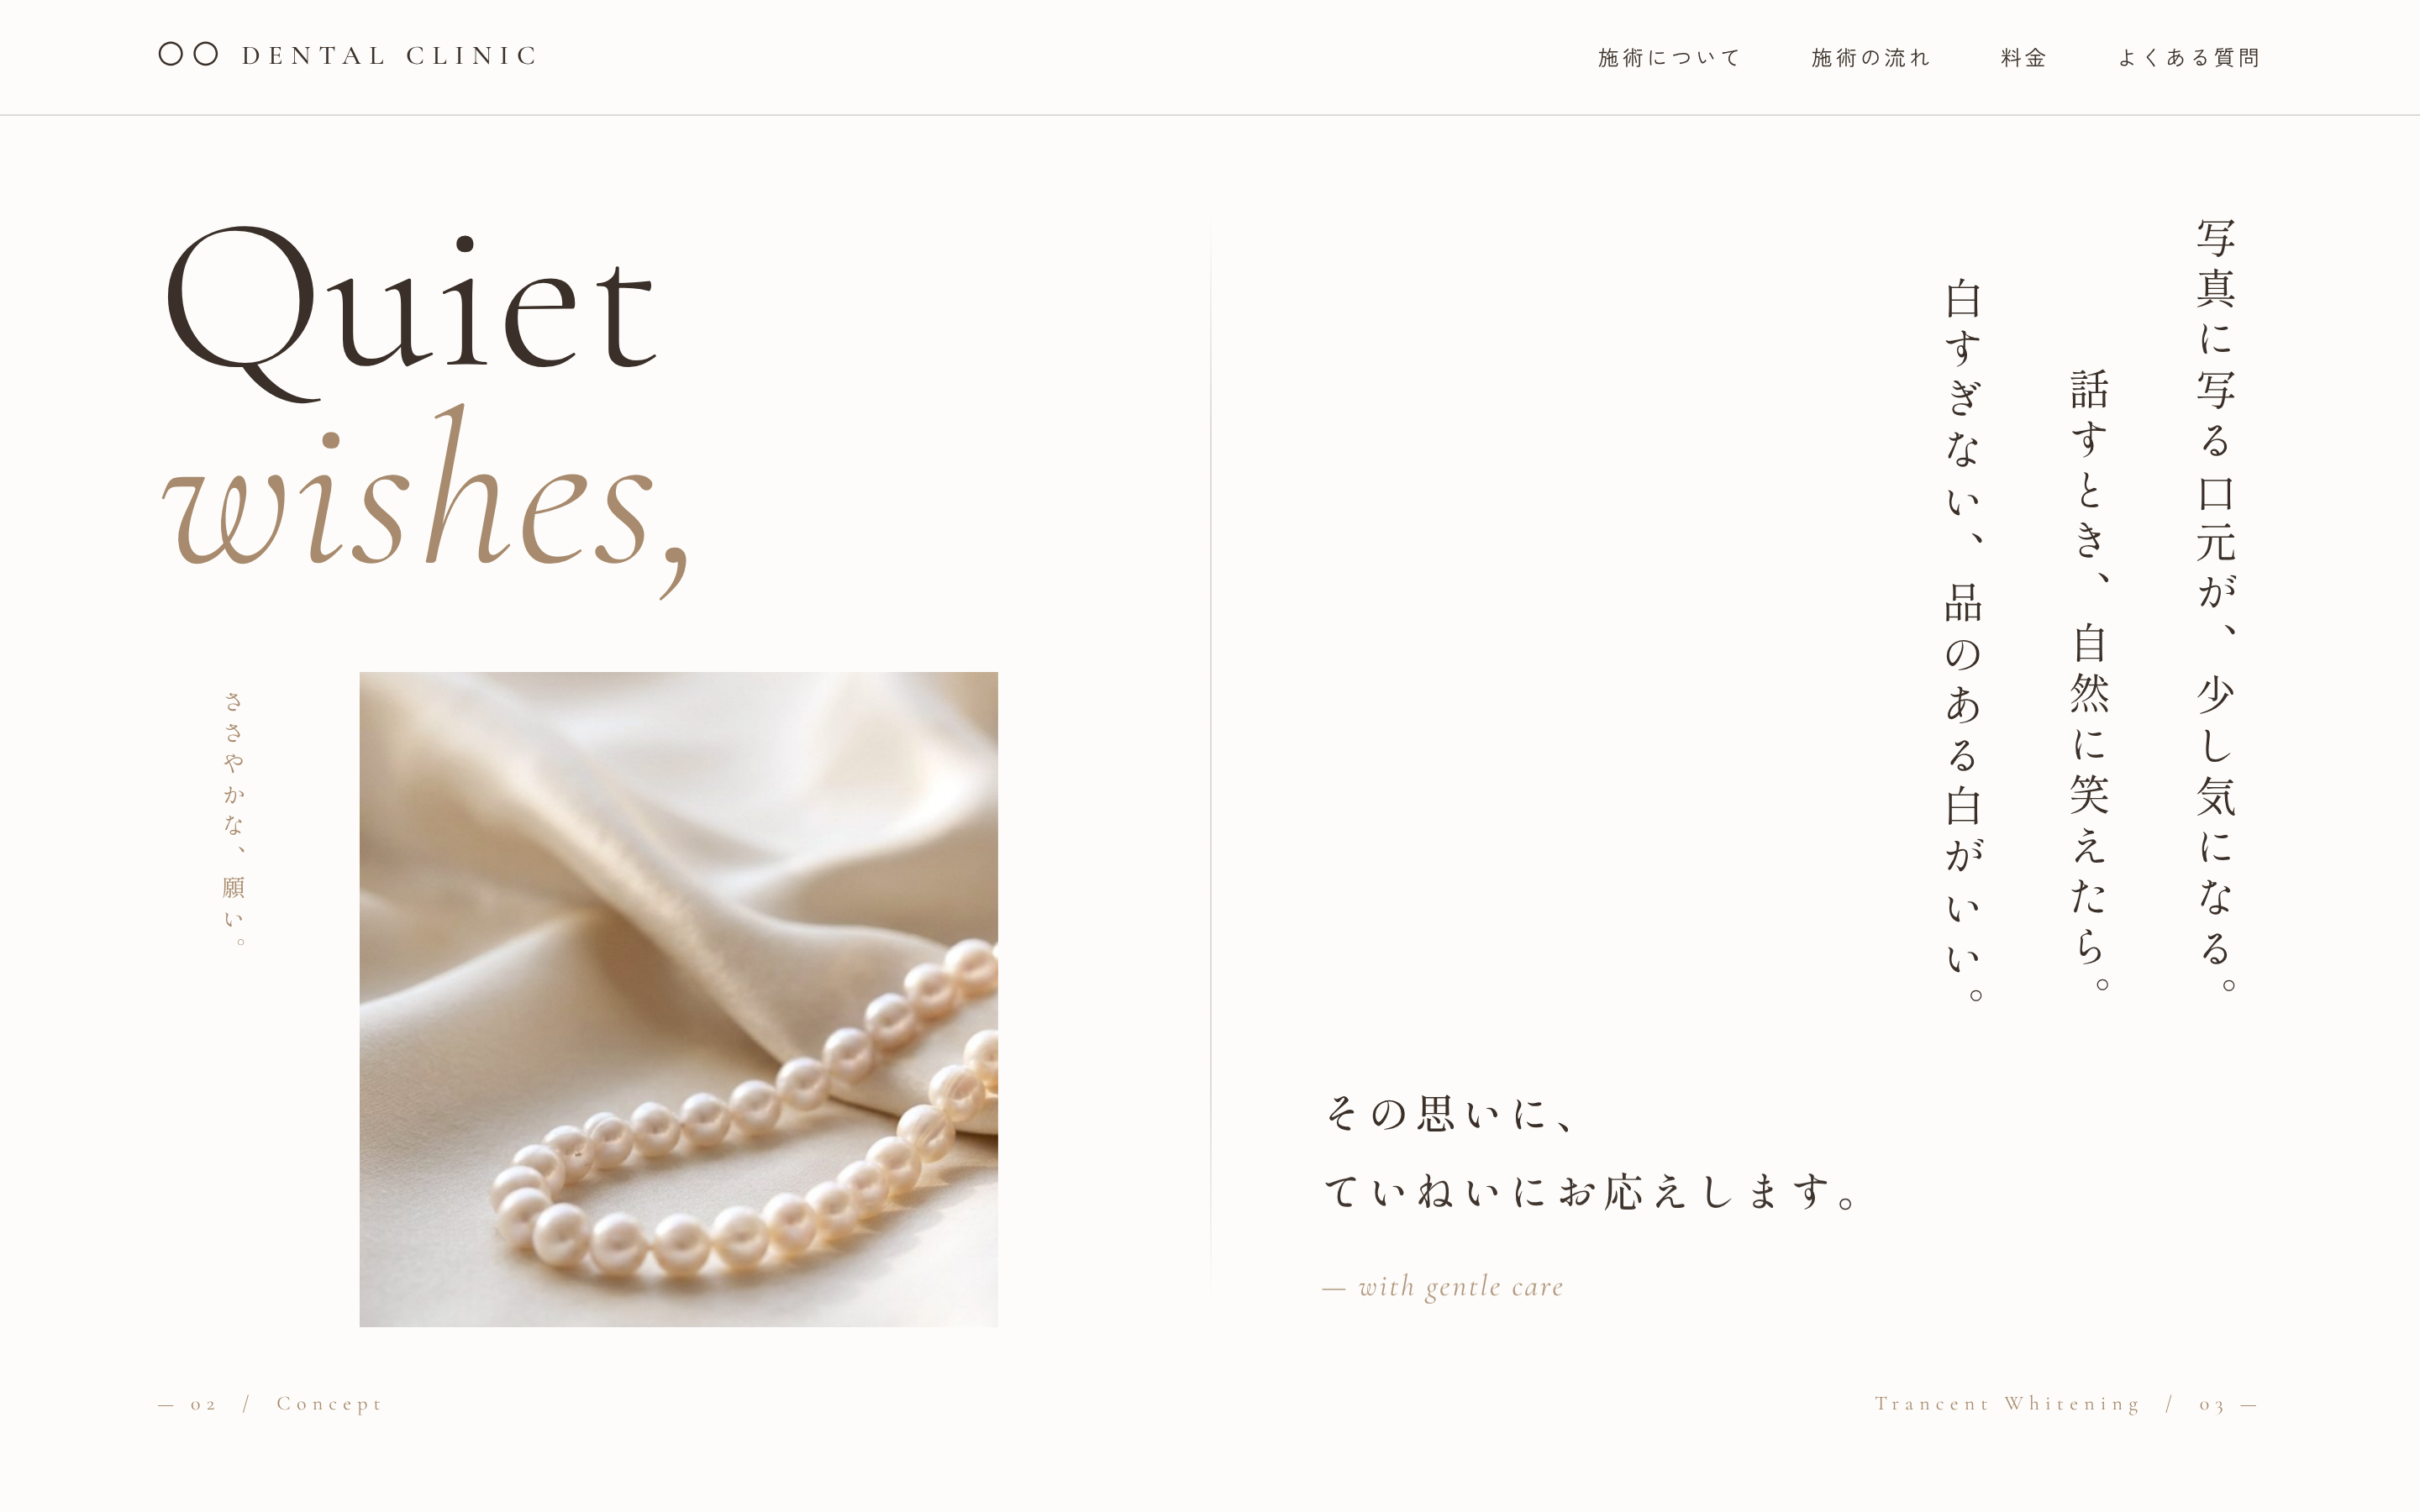 ○○ DENTAL CLINIC
施術について
施術の流れ
料金
よくある質問
Quiet
wishes,
ささやかな、願い。
写真に写る口元が、少し気になる。
話すとき、自然に笑えたら。
白すぎない、品のある白がいい。
その思いに、
ていねいにお応えします。
— with gentle care
— 02 / Concept
Trancent Whitening / 03 —